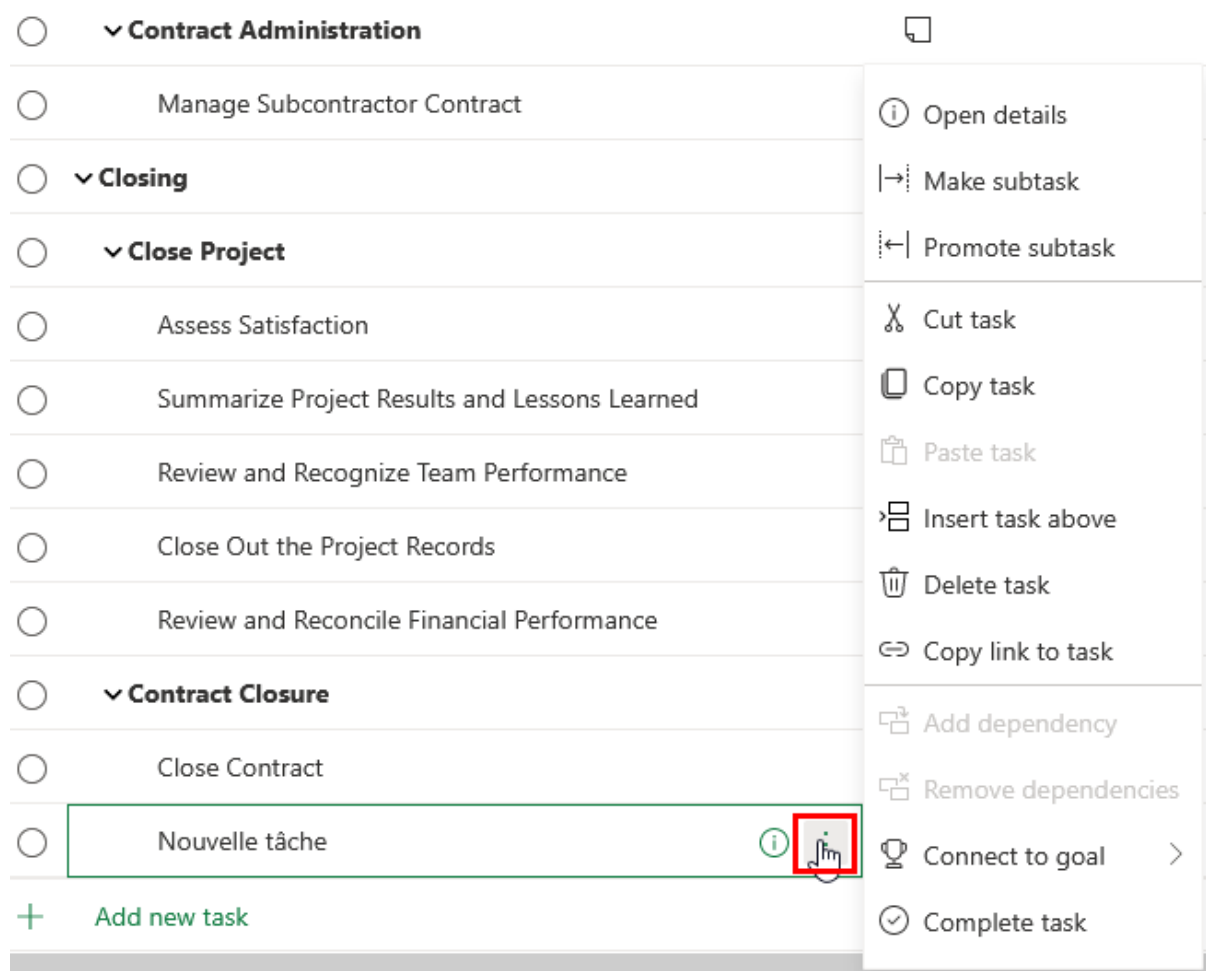 Contract Administration
Manage Subcontractor Contract
Closing
Close Project
Assess Satisfaction
Summarize Project Results and Lessons Learned
Review and Recognize Team Performance
Close Out the Project Records
Review and Reconcile Financial Performance
Contract Closure
Close Contract
Nouvelle tâche
Add new task
Open details
Make subtask
Promote subtask
Cut task
Copy task
Paste task
Insert task above
Delete task
Copy link to task
Add dependency
Remove dependencies
Connect to goal
Complete task